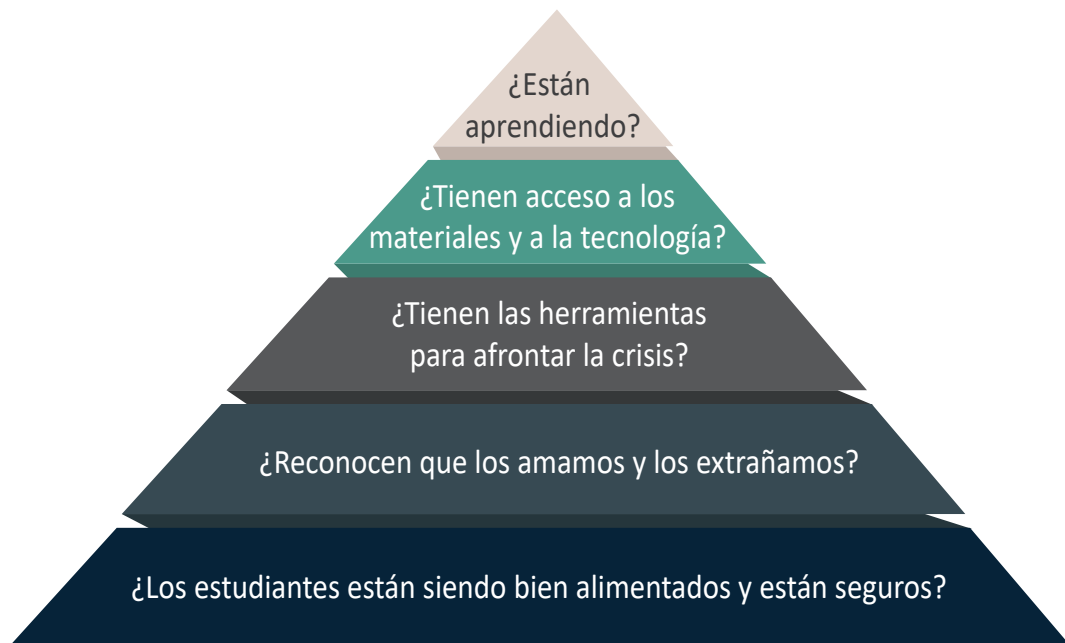 ¿Están
aprendiendo?
¿Tienen acceso a los
materiales y a la tecnología?
¿Tienen las herramientas
para afrontar la crisis?
¿Reconocen que los amamos y los extrañamos?
¿Los estudiantes están siendo bien alimentados y están seguros?